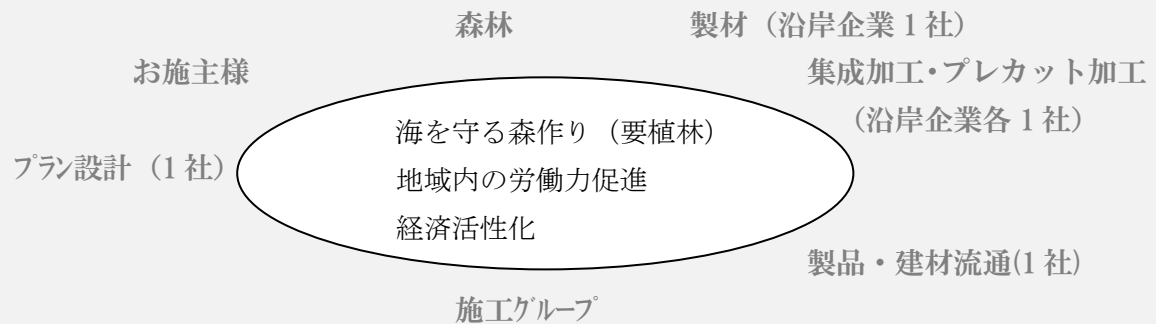 森林
製材（沿岸企業１社）
お施主様
集成加工・プレカット加工
（沿岸企業各１社）
海を守る森作り（要植林）
プラン設計（１社）
地域内の労働力促進
経済活性化
製品・建材流通(１社)
施工グループ